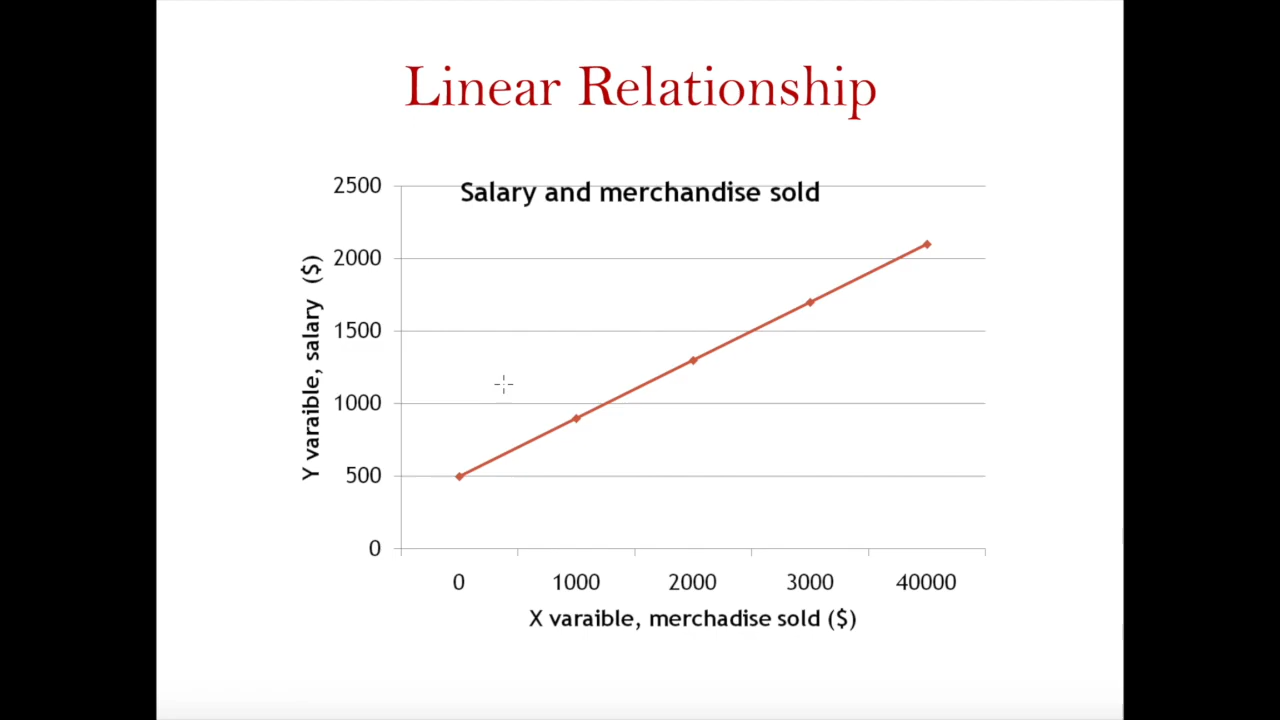 Linear Relationship
Salary and merchandise sold
2500
2000
1500
1000
500
0
Y varaible, salary ($)
0 1000 2000 3000 40000
X varaible, merchadise sold ($)